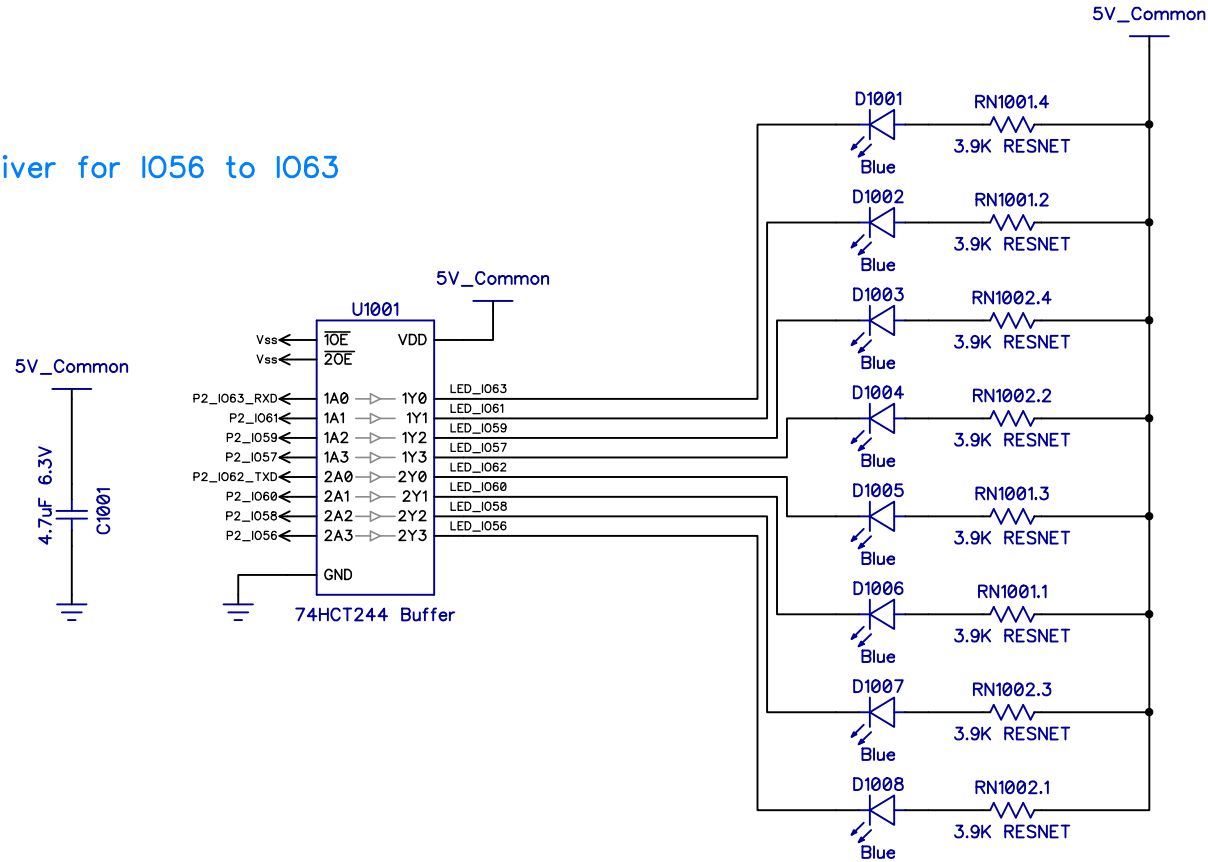 5V_Common
D1001
RN1001.4
3.9K RESNET
Blue
iver for IO56 to IO63
D1002
RN1001.2
3.9K RESNET
Blue
5V_Common
D1003
RN1002.4
3.9K RESNET
Blue
U1001
Vss
1OE
VDD
Vss
2OE
5V_Common
P2_IO63_RXD
1A0
1Y0
LED_IO63
P2_IO61
1A1
1Y1
LED_IO61
P2_IO59
1A2
1Y2
LED_IO59
P2_IO57
1A3
1Y3
LED_IO57
P2_IO62_TXD
2A0
2Y0
LED_IO62
P2_IO60
2A1
2Y1
LED_IO60
P2_IO58
2A2
2Y2
LED_IO58
P2_IO56
2A3
2Y3
LED_IO56
GND
74HCT244 Buffer
4.7uF 6.3V
C1001
D1004
RN1002.2
3.9K RESNET
Blue
D1005
RN1001.3
3.9K RESNET
Blue
D1006
RN1001.1
3.9K RESNET
Blue
D1007
RN1002.3
3.9K RESNET
Blue
D1008
RN1002.1
3.9K RESNET
Blue